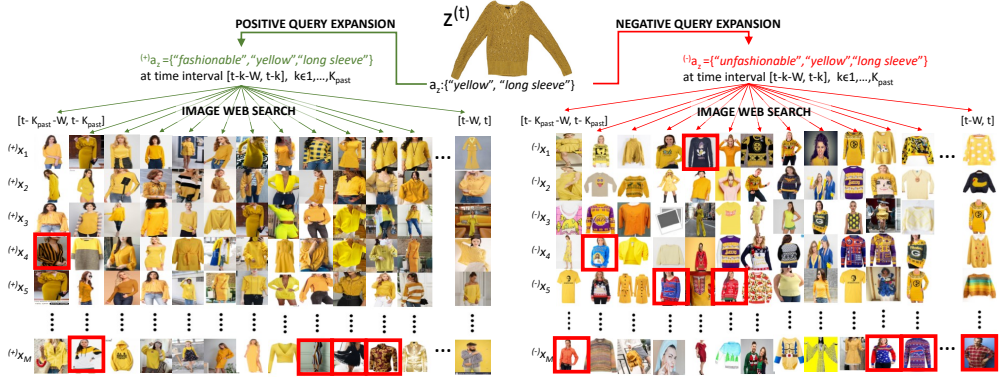 POSITIVE QUERY EXPANSION
z(t)
NEGATIVE QUERY EXPANSION
(+)az ={“fashionable”,“yellow”,“long sleeve”}
at time interval [t-k-W, t-k], kϵ1,…,Kpast
az:{“yellow”, “long sleeve”}
(-)az ={“unfashionable”,“yellow”,“long sleeve”}
at time interval [t-k-W, t-k], kϵ1,…,Kpast
IMAGE WEB SEARCH
[t- Kpast -W, t- Kpast]
[t-W, t]
(+)x1
...
(+)x2
(+)x3
(+)x4
(+)x5
(+)xM
...
IMAGE WEB SEARCH
[t- Kpast -W, t- Kpast]
[t-W, t]
(-)x1
...
(-)x2
(-)x3
(-)x4
(-)x5
(-)xM
...